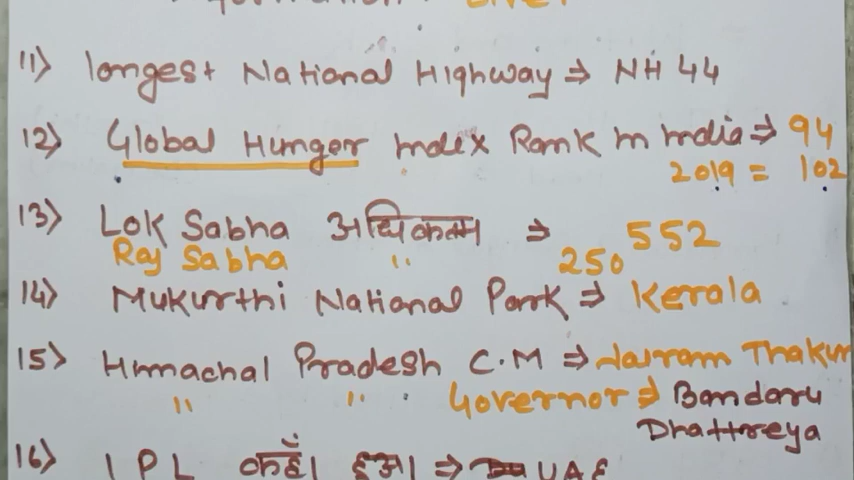 11) longest National Highway ⇒ NH 44
12) Global Hunger Index Rank in India ⇒ 94
2019 = 102
13) Lok Sabha अधिकतम ⇒ 552
Raj Sabha " 250
14) Mukurthi National Park ⇒ Kerala
15) Himachal Pradesh C.M ⇒ Jairam Thakur
" " Governor ⇒ Bandaru
Dhattreya
16) IPL कहाँ हुआ ⇒ UAE